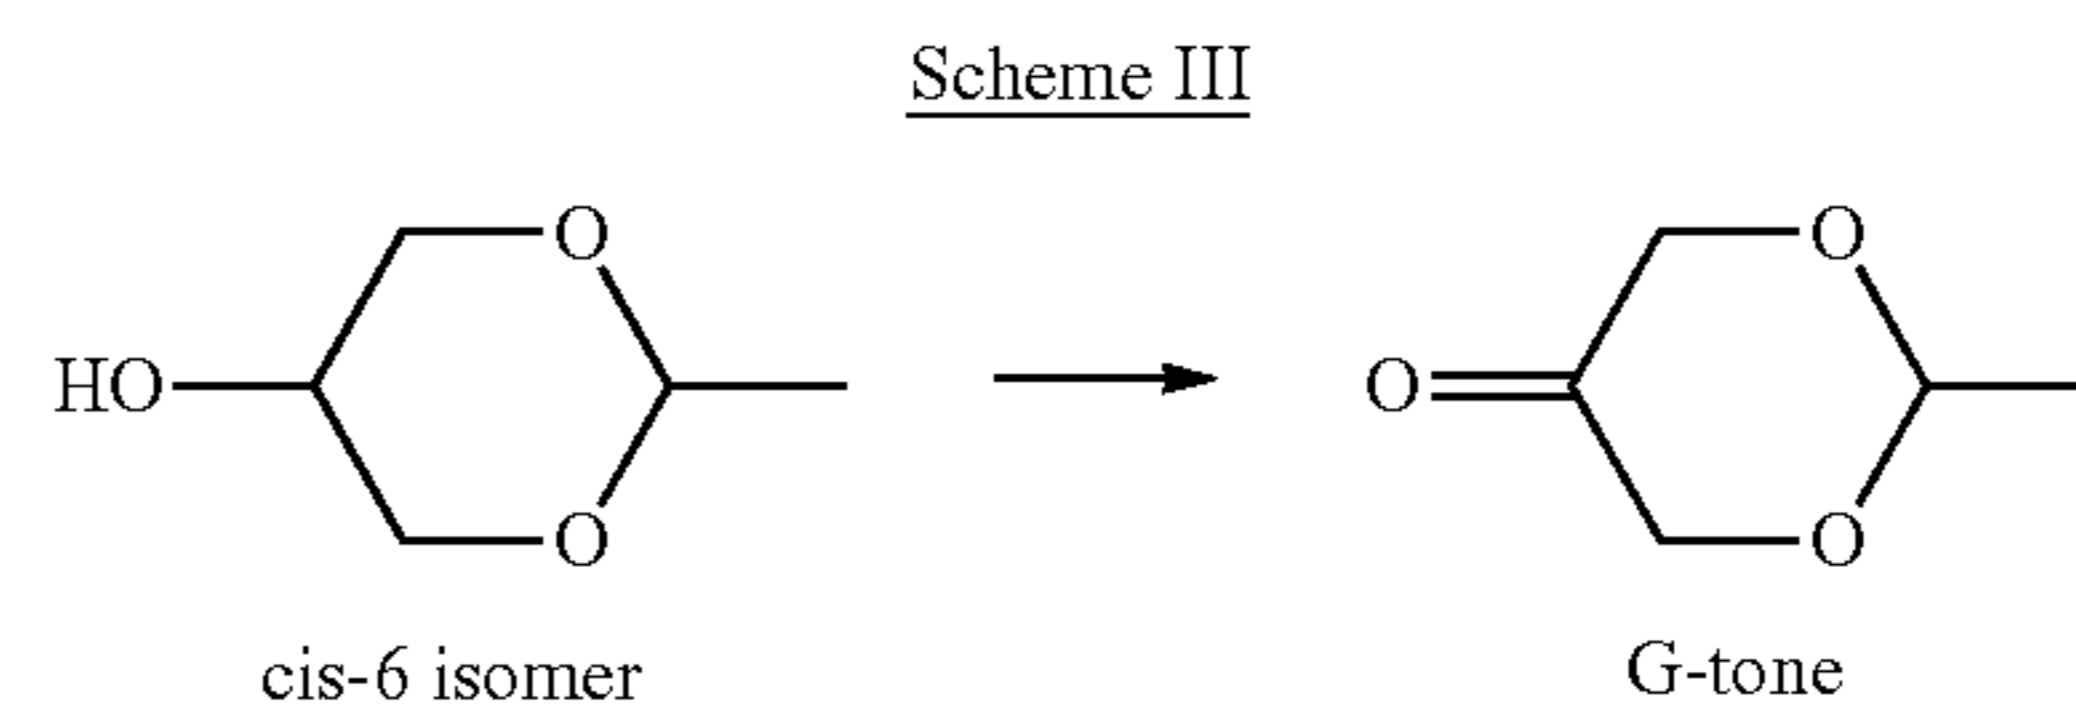 Scheme III
O
O
HO
O
O
O
cis-6 isomer
G-tone